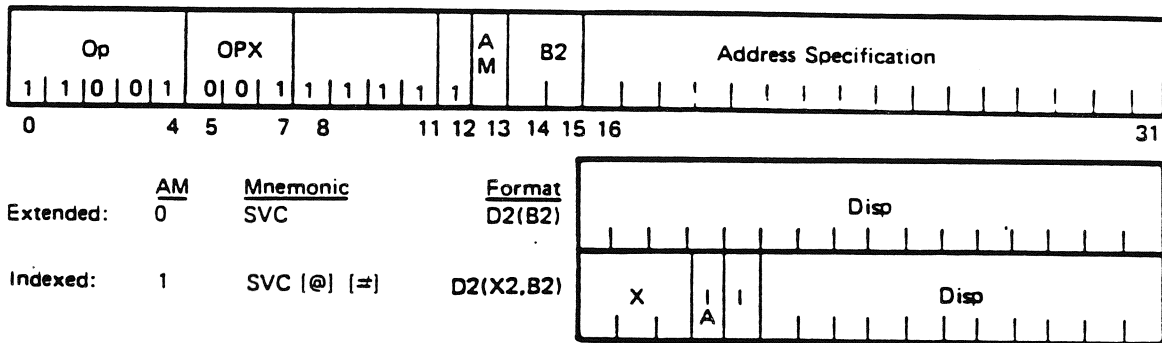 Op OPX A M B2 Address Specification
1 1 0 0 1 0 0 1 1 1 1 1 1
0 4 5 7 8 11 12 13 14 15 16 31
AM Mnemonic Format
Extended: 0 SVC D2(B2)
Disp
Indexed: 1 SVC [@] [#] D2(X2,B2)
X I A I Disp